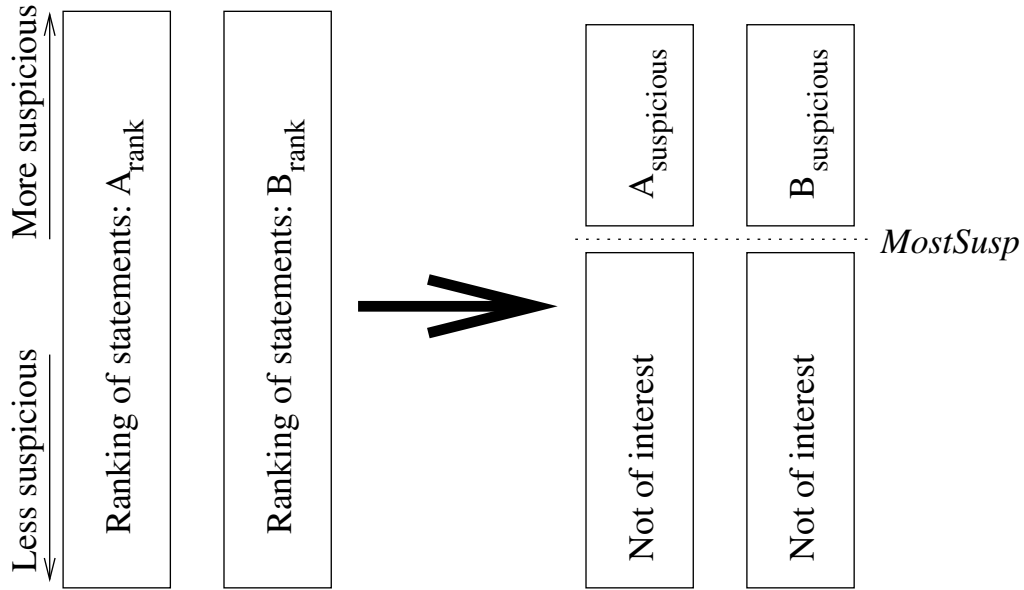 More suspicious
Less suspicious
Ranking of statements: A_rank
Ranking of statements: B_rank
A_suspicious
B_suspicious
MostSusp
Not of interest
Not of interest